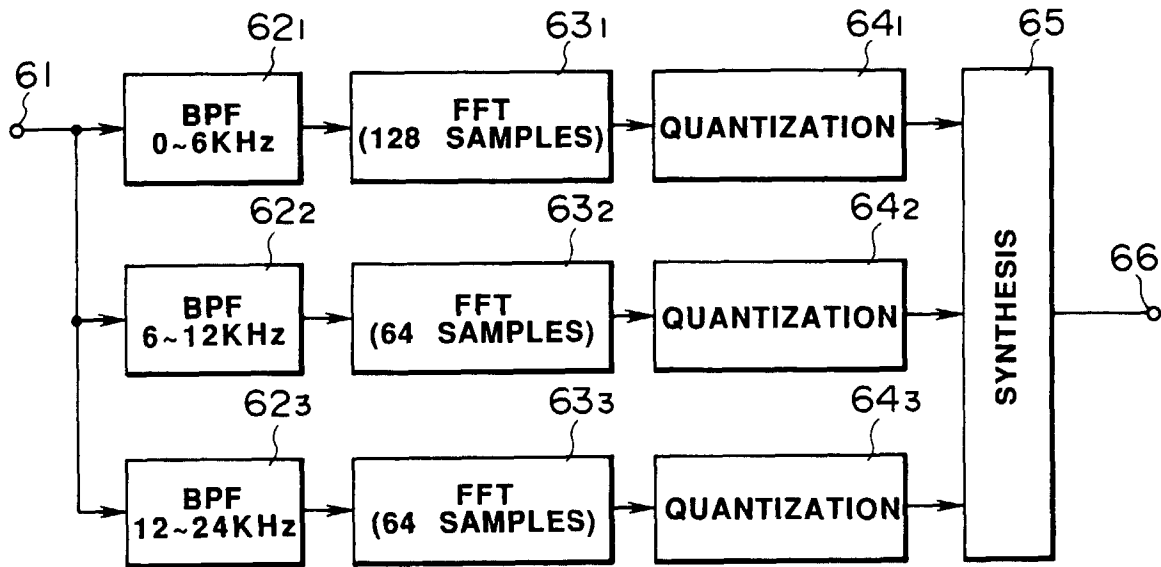 61
62₁
63₁
64₁
65
BPF
0~6KHz
FFT
(128 SAMPLES)
QUANTIZATION
62₂
63₂
64₂
BPF
6~12KHz
FFT
(64 SAMPLES)
QUANTIZATION
SYNTHESIS
66
62₃
63₃
64₃
BPF
12~24KHz
FFT
(64 SAMPLES)
QUANTIZATION